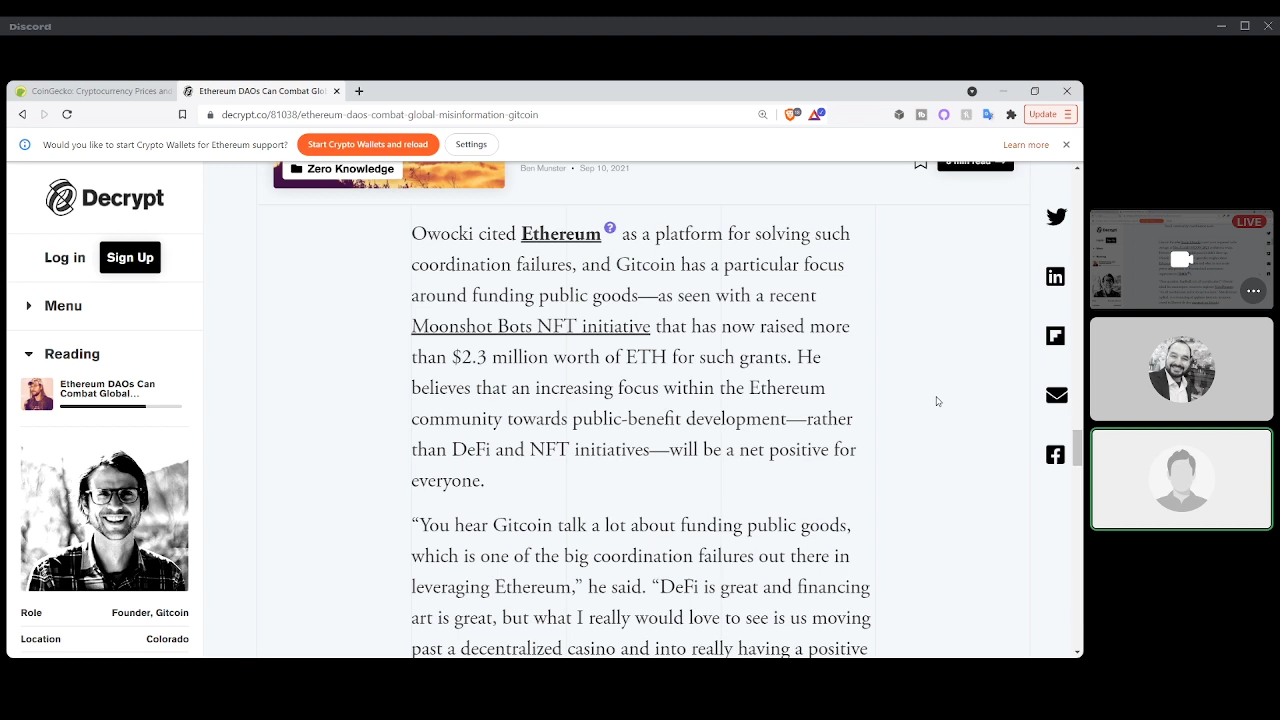 Discord
CoinGecko: Cryptocurrency Prices and
Ethereum DAOs Can Combat Glo
decrypt.co/81038/ethereum-daos-combat-global-misinformation-gitcoin
Update
Would you like to start Crypto Wallets for Ethereum support?
Start Crypto Wallets and reload
Settings
Learn more
Decrypt
Log in
Sign Up
Menu
Reading
Ethereum DAOs Can
Combat Global...
Role
Founder, Gitcoin
Location
Colorado
Zero Knowledge
Ben Munster • Sep 10, 2021
Owocki cited Ethereum ? as a platform for solving such
coordination failures, and Gitcoin has a particular focus
around funding public goods—as seen with a recent
Moonshot Bots NFT initiative that has now raised more
than $2.3 million worth of ETH for such grants. He
believes that an increasing focus within the Ethereum
community towards public-benefit development—rather
than DeFi and NFT initiatives—will be a net positive for
everyone.
“You hear Gitcoin talk a lot about funding public goods,
which is one of the big coordination failures out there in
leveraging Ethereum,” he said. “DeFi is great and financing
art is great, but what I really would love to see is us moving
past a decentralized casino and into really having a positive
LIVE